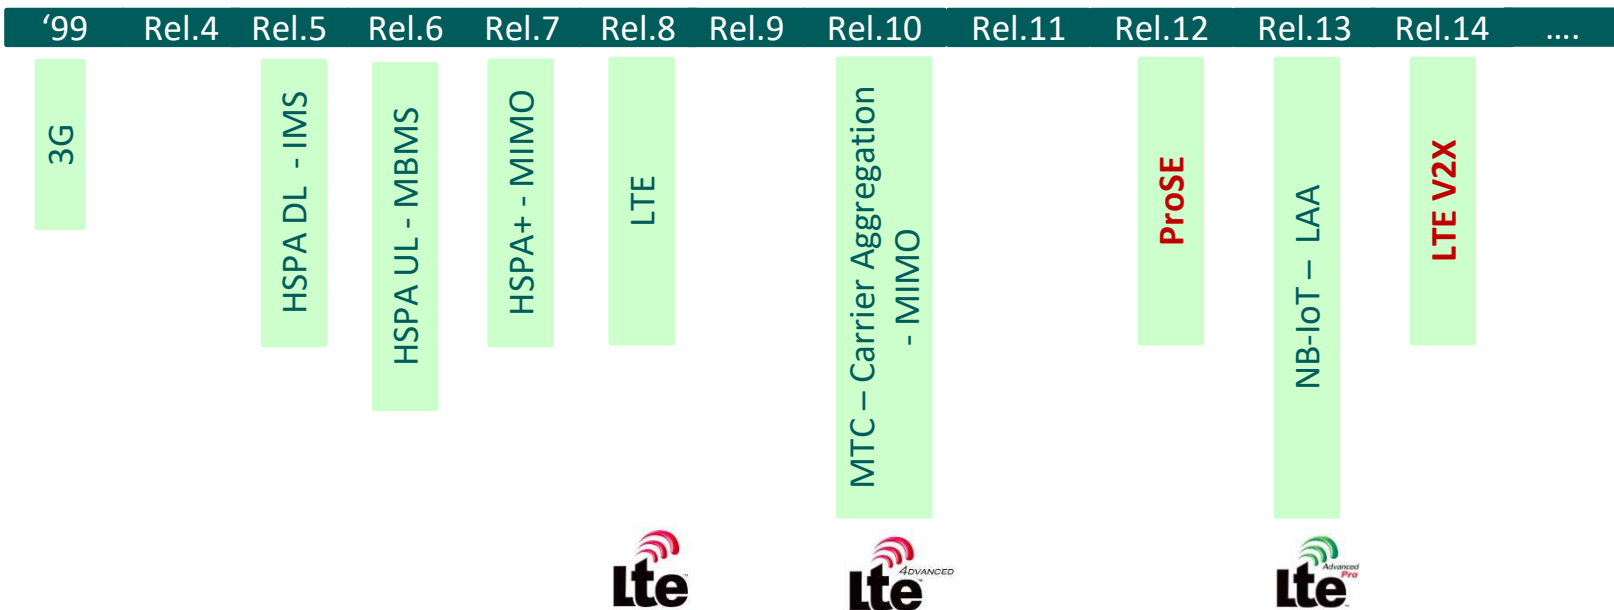 ‘99 Rel.4 Rel.5 Rel.6 Rel.7 Rel.8 Rel.9 Rel.10 Rel.11 Rel.12 Rel.13 Rel.14 ....
3G
HSPA DL - IMS
HSPA UL - MBMS
HSPA+ - MIMO
LTE
MTC – Carrier Aggregation
- MIMO
ProSE
NB-IoT – LAA
LTE V2X
Lte
Lte 4DVANCED
Lte Advanced
Pro